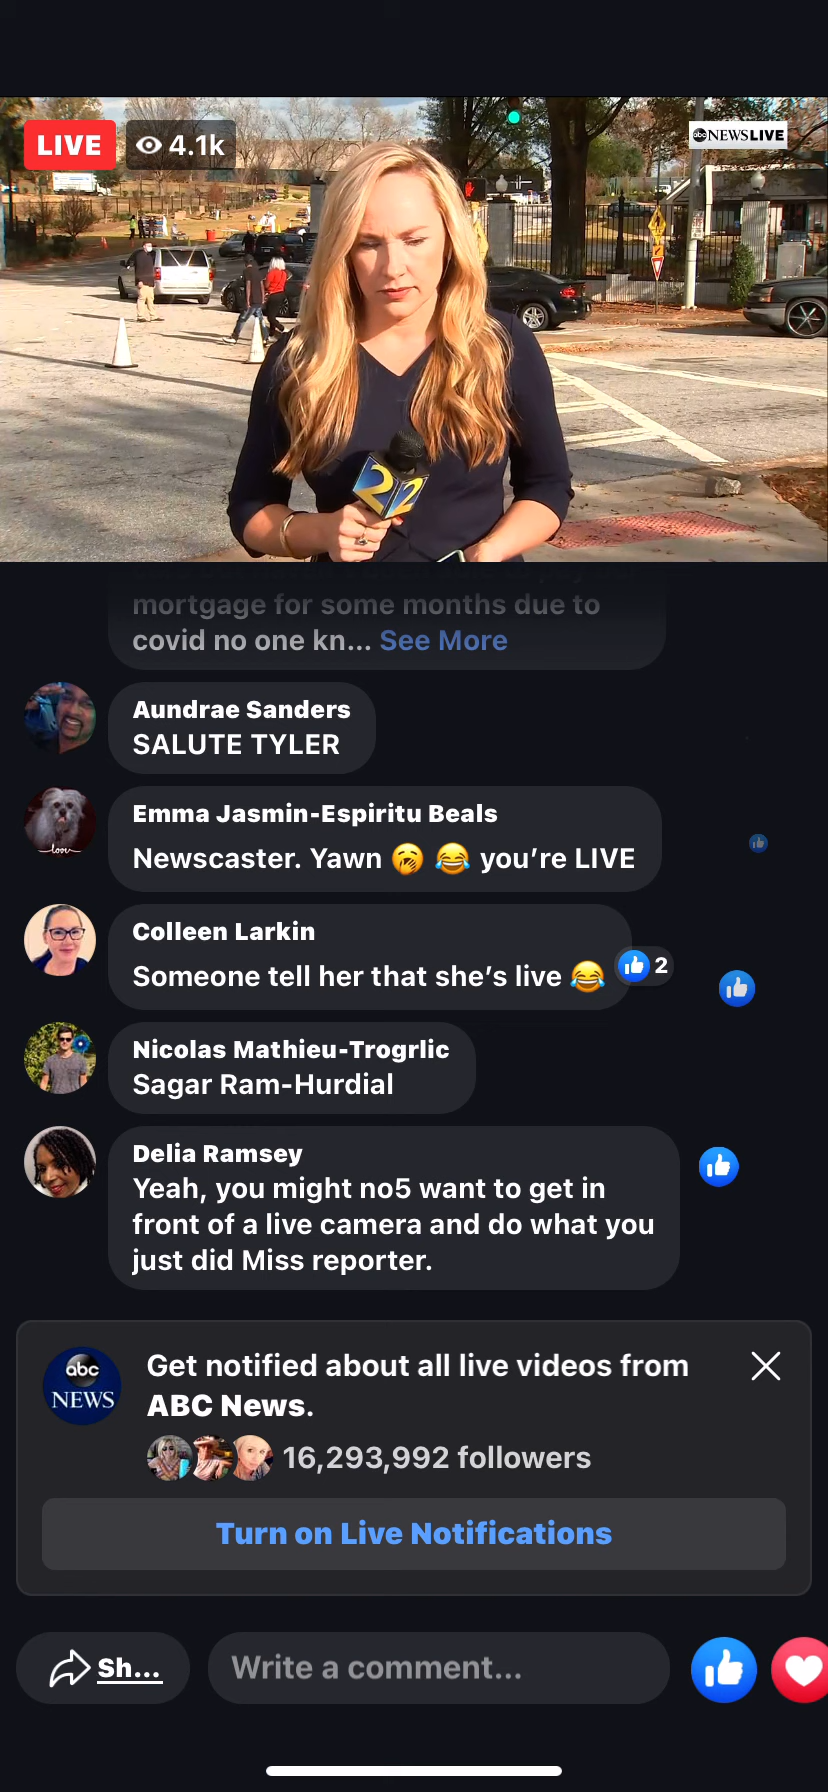 LIVE 4.1k
abc NEWS LIVE
22
mortgage for some months due to
covid no one kn... See More
Aundrae Sanders
SALUTE TYLER
Emma Jasmin-Espiritu Beals
Newscaster. Yawn 🥱 😂 you're LIVE
love
Colleen Larkin
Someone tell her that she's live 😂
2
Nicolas Mathieu-Trogrlic
Sagar Ram-Hurdial
Delia Ramsey
Yeah, you might no5 want to get in
front of a live camera and do what you
just did Miss reporter.
abc
NEWS
Get notified about all live videos from
ABC News.
16,293,992 followers
Turn on Live Notifications
Sh...
Write a comment...